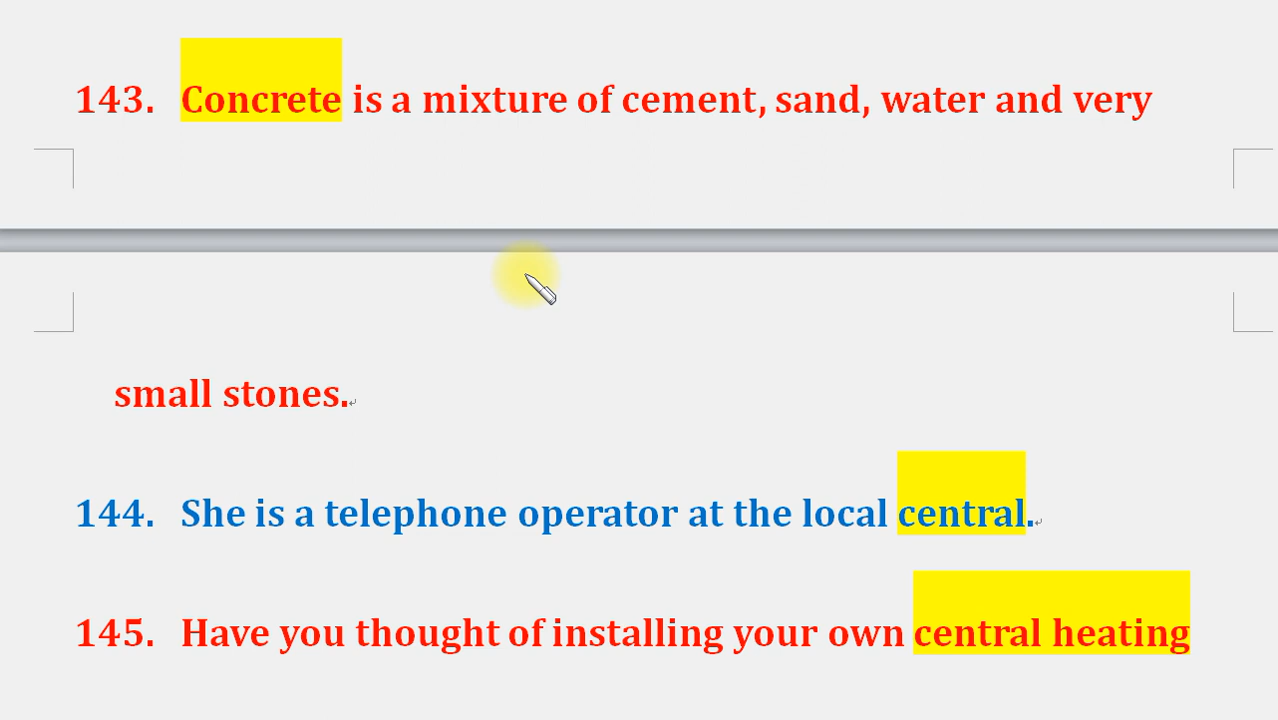 143. Concrete is a mixture of cement, sand, water and very
small stones.
144. She is a telephone operator at the local central.
145. Have you thought of installing your own central heating